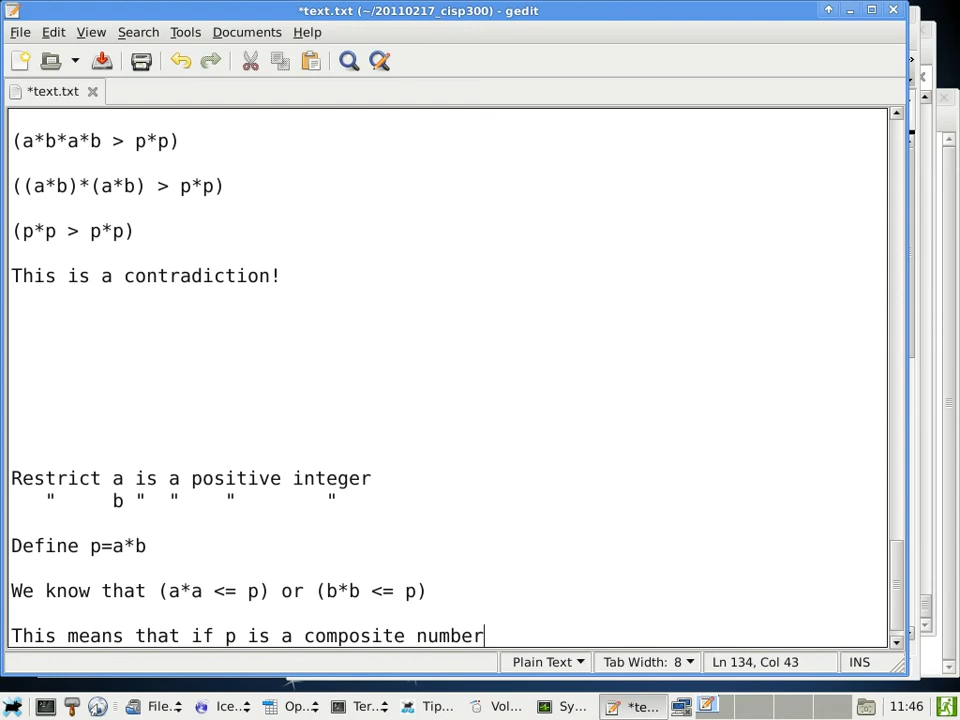 *text.txt (~/20110217_cisp300) - gedit
File Edit View Search Tools Documents Help
*text.txt
(a*b*a*b > p*p)
((a*b)*(a*b) > p*p)
(p*p > p*p)
This is a contradiction!
Restrict a is a positive integer
" b " " " "
Define p=a*b
We know that (a*a <= p) or (b*b <= p)
This means that if p is a composite number
Plain Text Tab Width: 8 Ln 134, Col 43 INS
File... Ice... Op... Ter... Tip... Vol... Sy... *te... 11:46